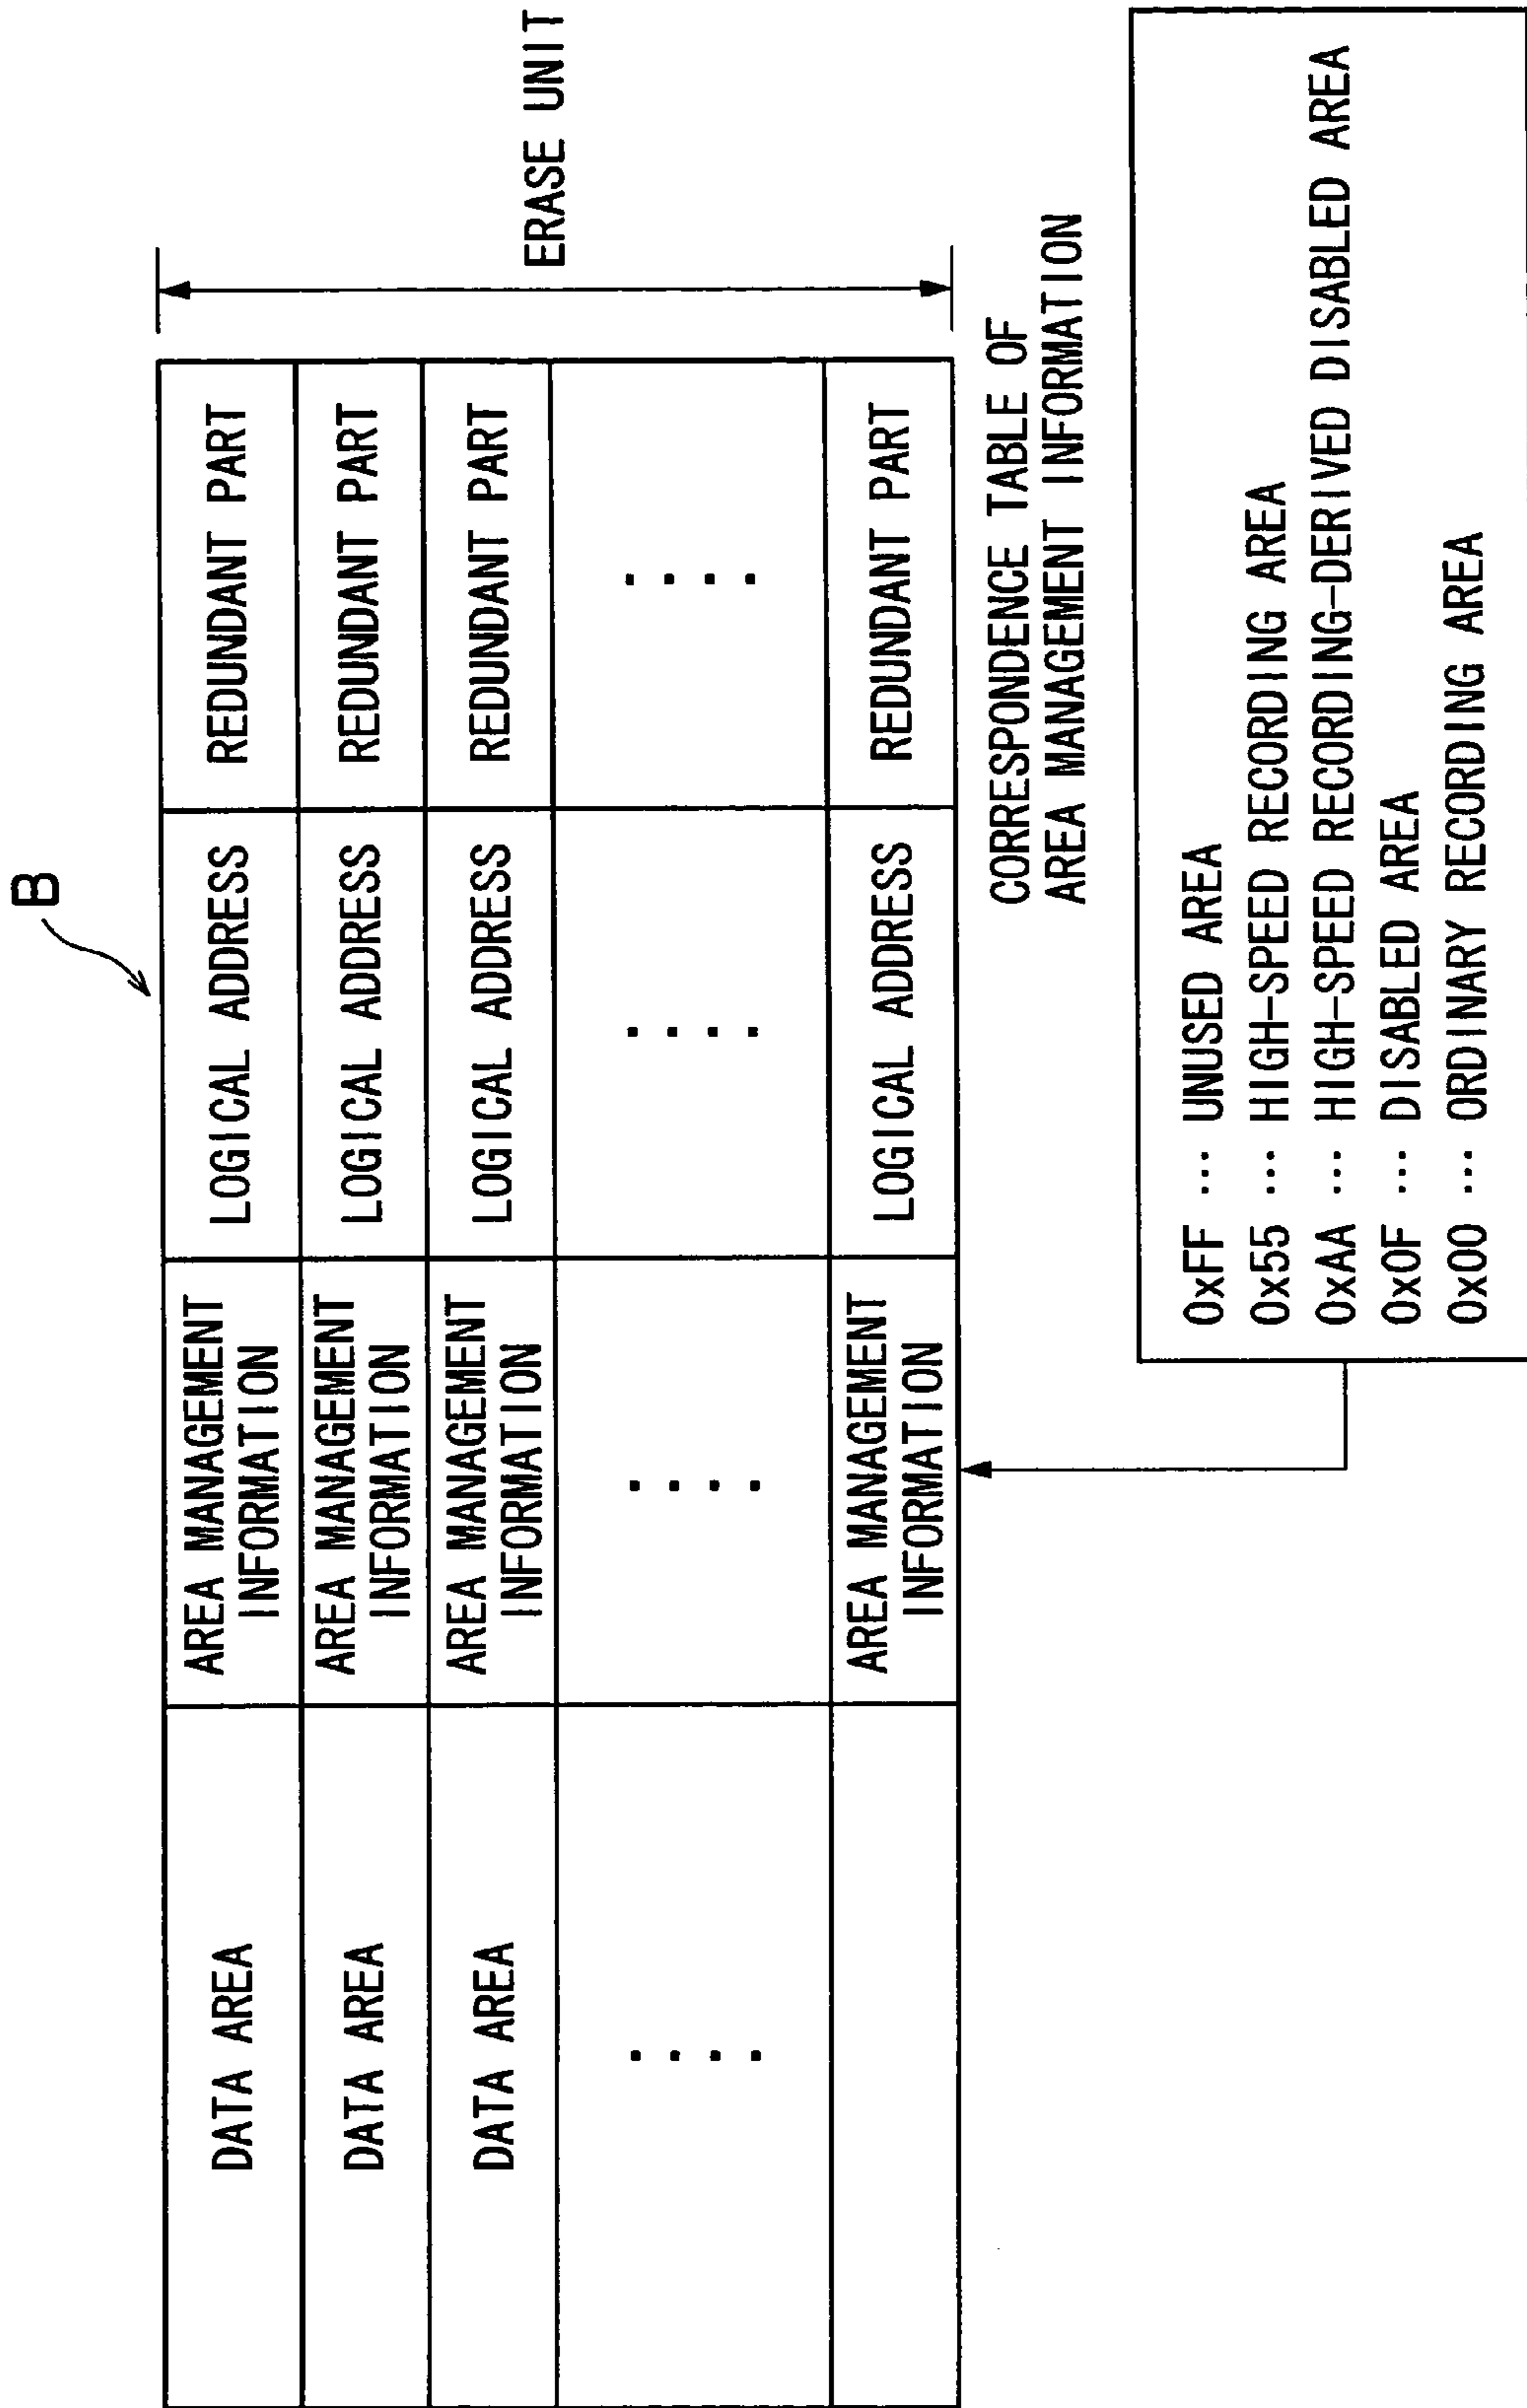 B
DATA AREA AREA MANAGEMENT INFORMATION LOGICAL ADDRESS REDUNDANT PART
DATA AREA AREA MANAGEMENT INFORMATION LOGICAL ADDRESS REDUNDANT PART
DATA AREA AREA MANAGEMENT INFORMATION LOGICAL ADDRESS REDUNDANT PART
.... .... .... ....
AREA MANAGEMENT INFORMATION LOGICAL ADDRESS REDUNDANT PART
ERASE UNIT
CORRESPONDENCE TABLE OF
AREA MANAGEMENT INFORMATION
0xFF ... UNUSED AREA
0x55 ... HIGH-SPEED RECORDING AREA
0xAA ... HIGH-SPEED RECORDING-DERIVED DISABLED AREA
0x0F ... DISABLED AREA
0x00 ... ORDINARY RECORDING AREA